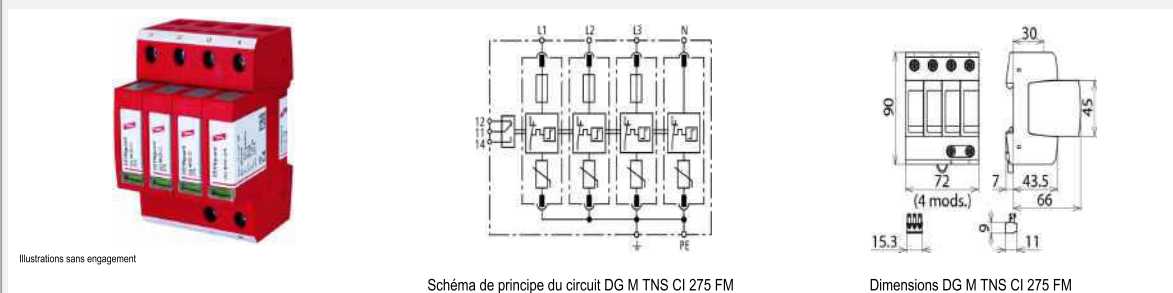 Illustrations sans engagement
L1 L2 L3 N
12
11
14
PE
Schéma de principe du circuit DG M TNS CI 275 FM
30
90
45
72
(4 mods.)
7
43.5
66
15.3
9
11
Dimensions DG M TNS CI 275 FM